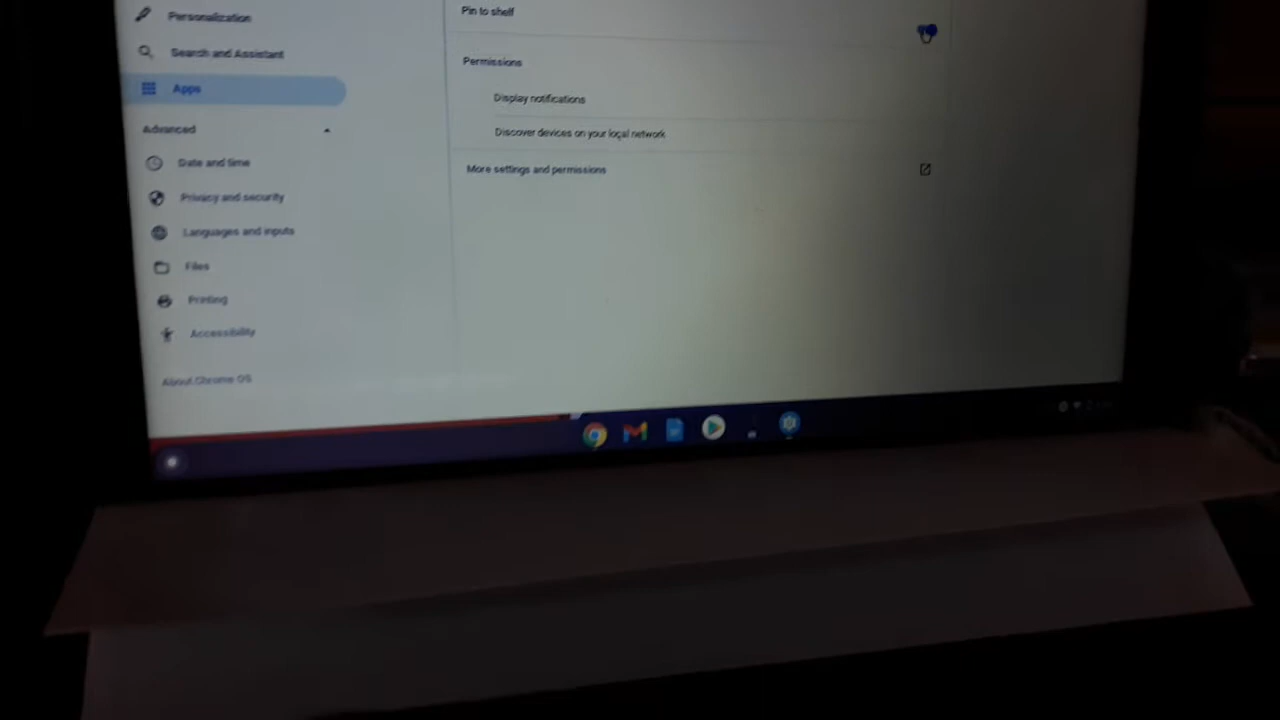 Personalization
Pin to shelf
Search and Assistant
Permissions
Apps
Display notifications
Advanced
Discover devices on your local network
Date and time
More settings and permissions
Privacy and security
Languages and inputs
Files
Printing
Accessibility
About Chrome OS